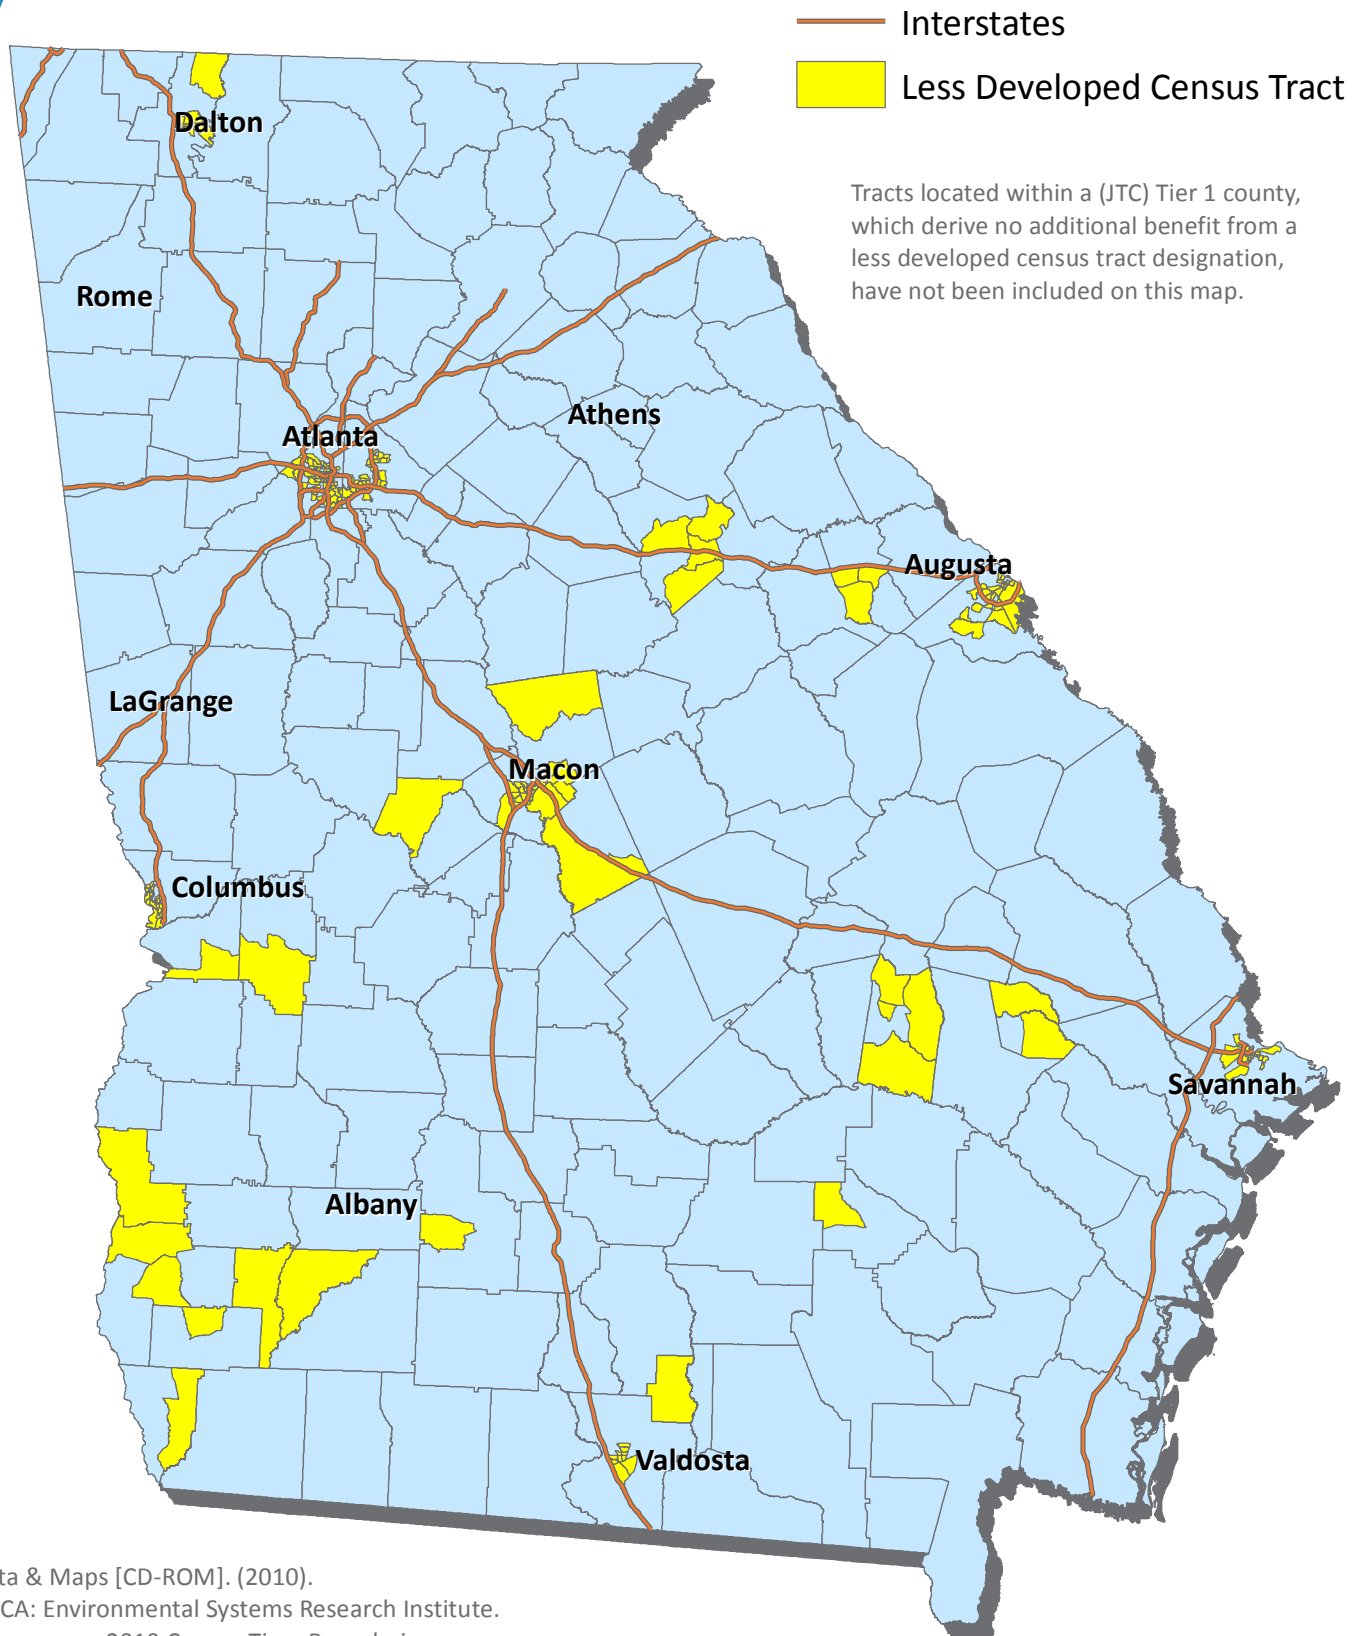 Interstates
Less Developed Census Tract
Tracts located within a (JTC) Tier 1 county,
which derive no additional benefit from a
less developed census tract designation,
have not been included on this map.
Dalton
Rome
Athens
Atlanta
Augusta
LaGrange
Macon
Columbus
Savannah
Albany
Valdosta
ta & Maps [CD-ROM]. (2010).
CA: Environmental Systems Research Institute.